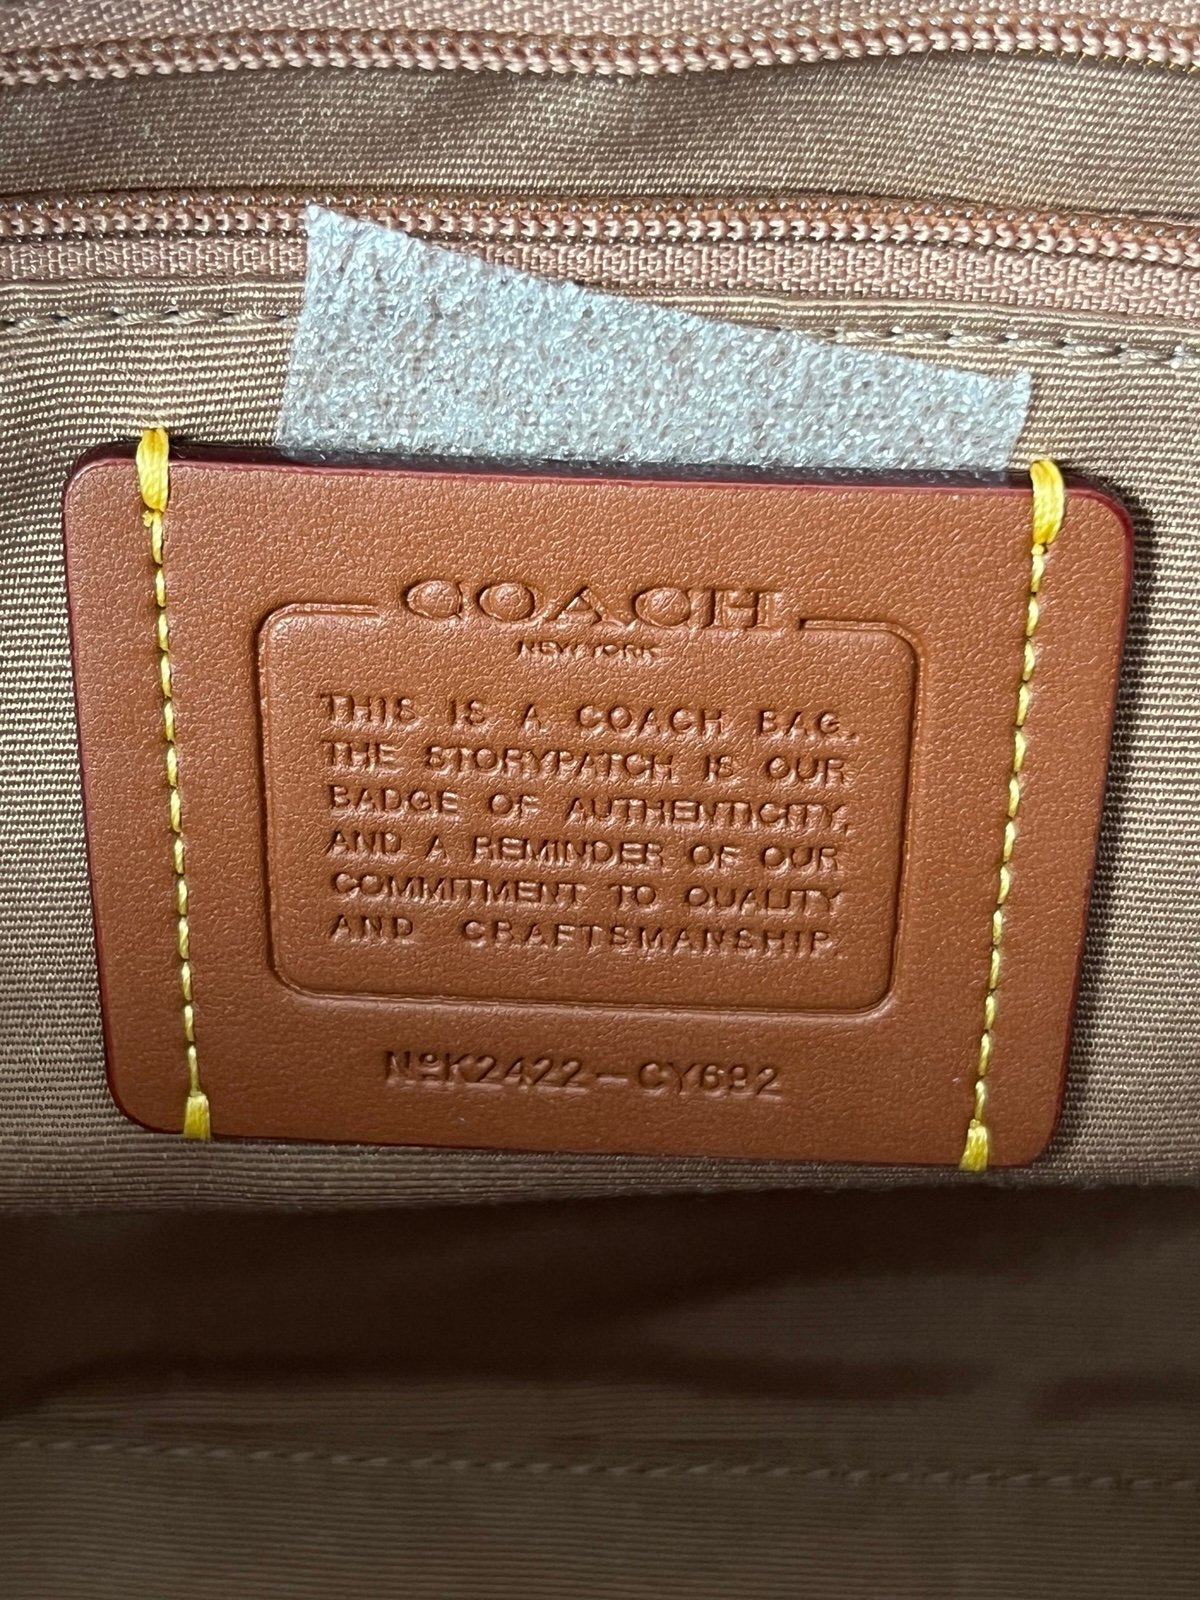 COACH
NEW YORK
THIS IS A COACH BAG.
THE STORYPATCH IS OUR
BADGE OF AUTHENTICITY,
AND A REMINDER OF OUR
COMMITMENT TO QUALITY
AND CRAFTSMANSHIP.
NºK2422-CY692